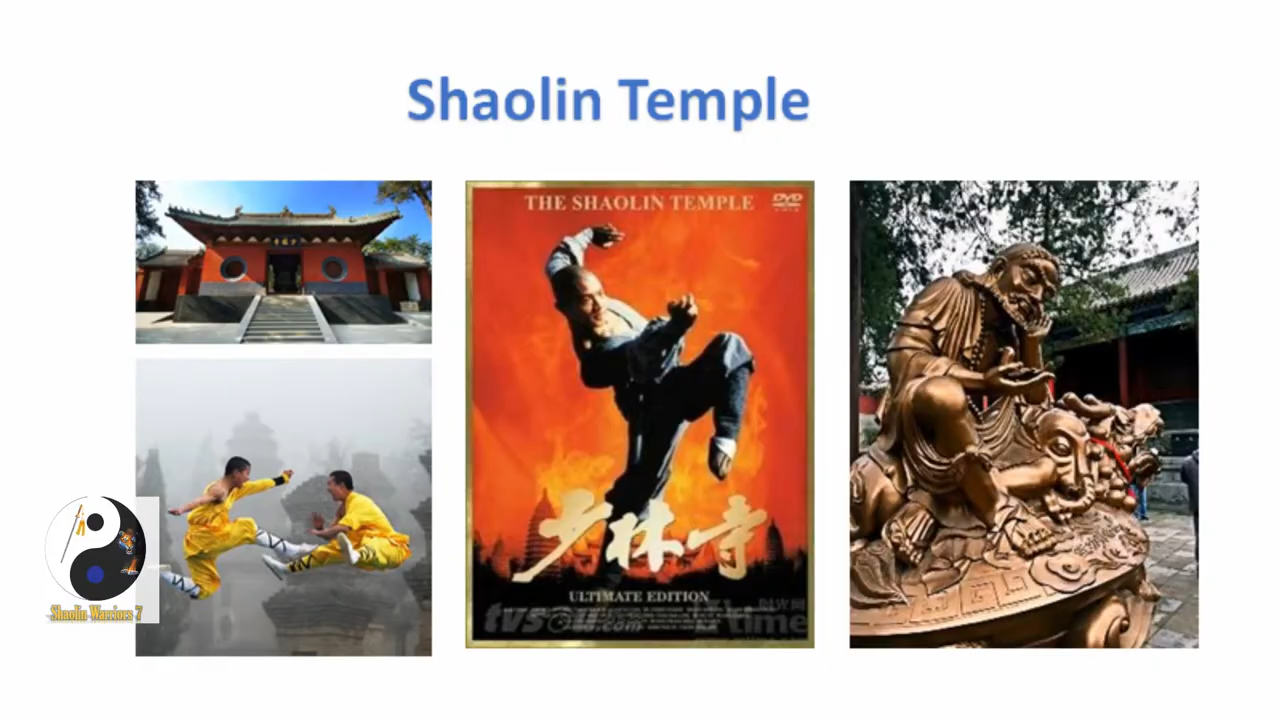 Shaolin Temple
THE SHAOLIN TEMPLE
DVD
少林寺
ULTIMATE EDITION
Shaolin Warriors 7